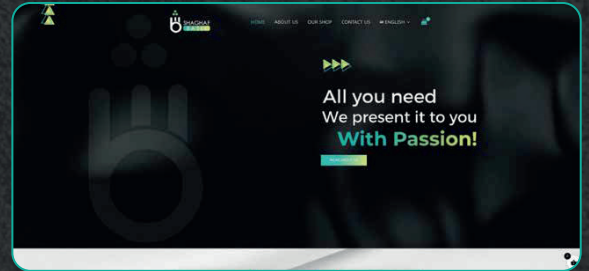 SHAGHAF
HOME ABOUT US OUR SHOP CONTACT US ENGLISH
All you need
We present it to you
With Passion!